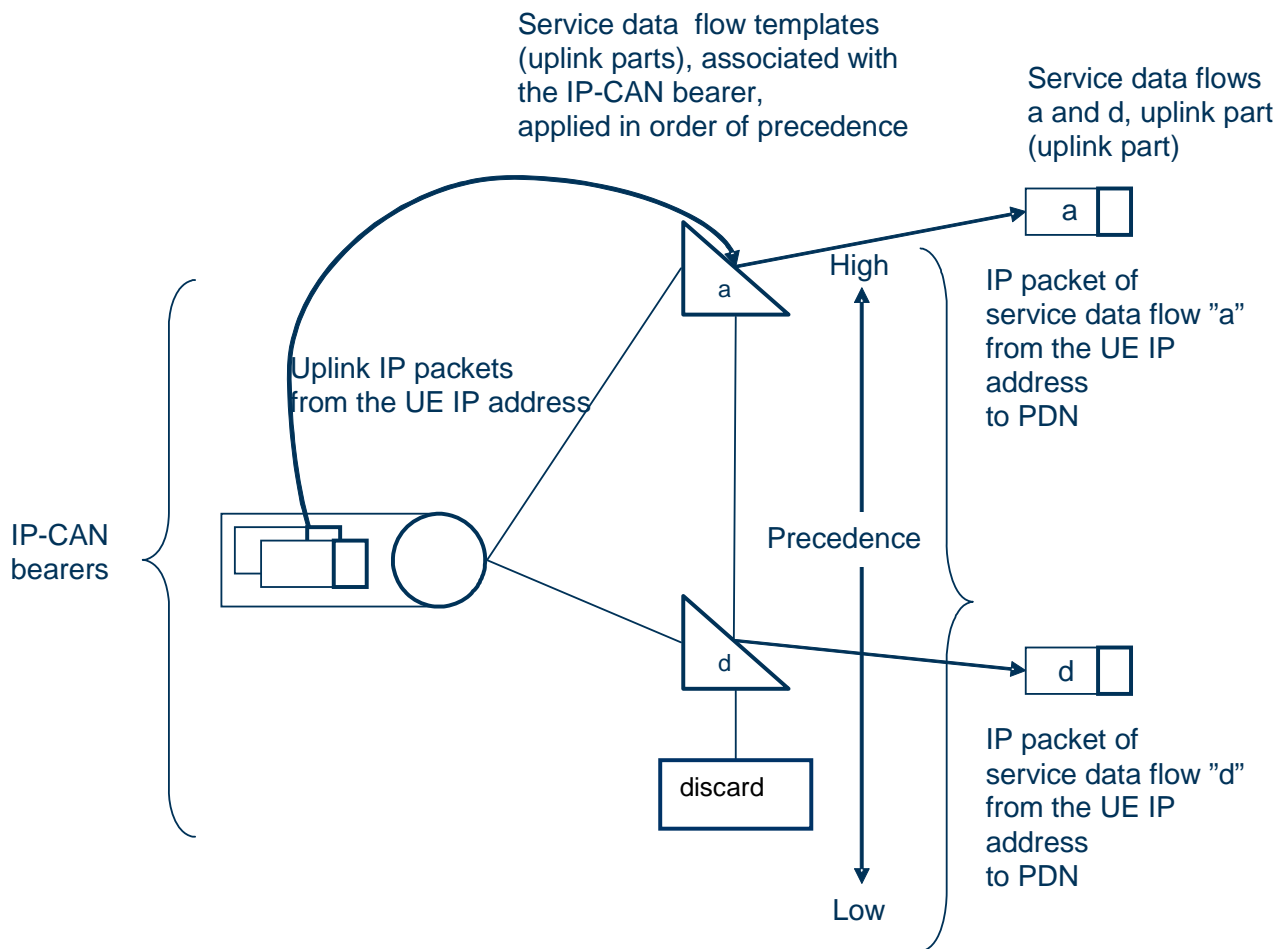 Service data  flow templates
(uplink parts), associated with
the IP-CAN bearer,
applied in order of precedence
Service data flows
a and d, uplink part
(uplink part)
a
a
High
IP packet of
service data flow ”a”
from the UE IP
address
to PDN
Uplink IP packets
from the UE IP address
IP-CAN
bearers
Precedence
d
d
discard
IP packet of
service data flow ”d”
from the UE IP
address
to PDN
Low